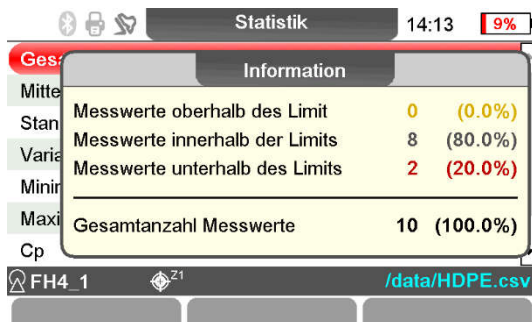 Statistik 14:13 9%
Information
Messwerte oberhalb des Limit 0 (0.0%)
Messwerte innerhalb der Limits 8 (80.0%)
Messwerte unterhalb des Limits 2 (20.0%)
Gesamtanzahl Messwerte 10 (100.0%)
Cp
FH4_1 Z1 /data/HDPE.csv